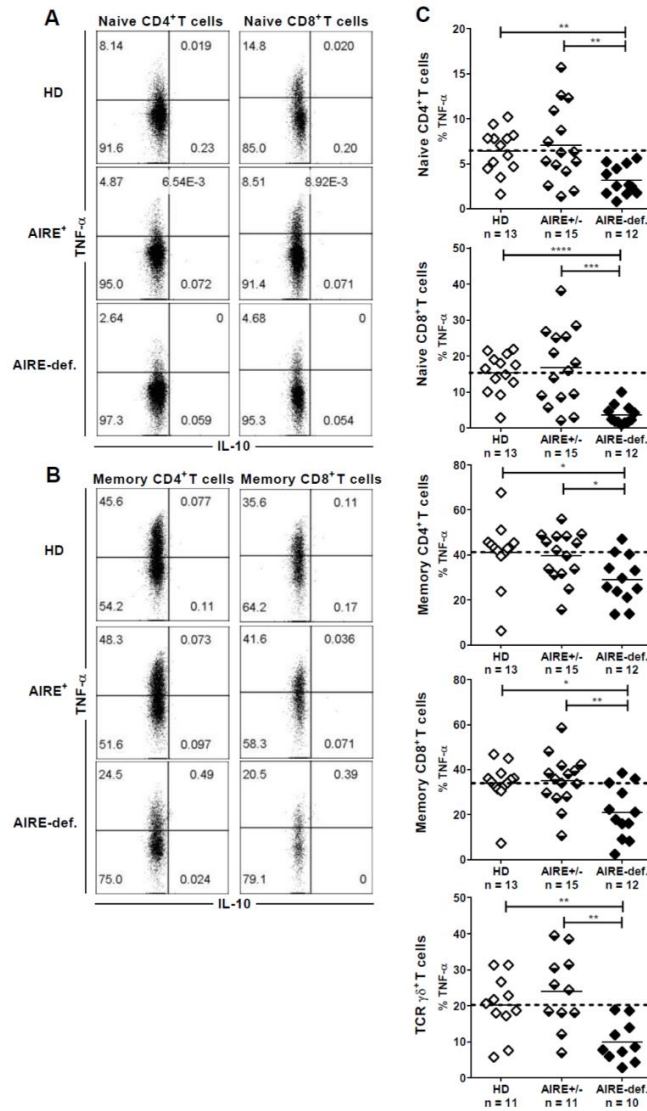 A
Naive CD4+T cells Naive CD8+T cells
HD
8.14 0.019 14.8 0.020
91.6 0.23 85.0 0.20
AIRE+
TNF-α
4.87 6.54E-3 8.51 8.92E-3
95.0 0.072 91.4 0.071
AIRE-def.
2.64 0 4.68 0
97.3 0.059 95.3 0.054
IL-10
B
Memory CD4+T cells Memory CD8+T cells
HD
45.6 0.077 35.6 0.11
54.2 0.11 64.2 0.17
AIRE+
TNF-α
48.3 0.073 41.6 0.036
51.6 0.097 58.3 0.071
AIRE-def.
24.5 0.49 20.5 0.39
75.0 0.024 79.1 0
IL-10
C
Naive CD4+T cells
% TNF-α
20
15
10
5
0
**
**
HD AIRE+/- AIRE-def.
n = 13 n = 15 n = 12
Naive CD8+T cells
% TNF-α
50
40
30
20
10
0
****
***
HD AIRE+/- AIRE-def.
n = 13 n = 15 n = 12
Memory CD4+T cells
% TNF-α
80
60
40
20
0
*
*
HD AIRE+/- AIRE-def.
n = 13 n = 15 n = 12
Memory CD8+T cells
% TNF-α
80
60
40
20
0
*
**
HD AIRE+/- AIRE-def.
n = 13 n = 15 n = 12
TCR γδ+T cells
% TNF-α
50
40
30
20
10
0
**
**
HD AIRE+/- AIRE-def.
n = 11 n = 11 n = 10